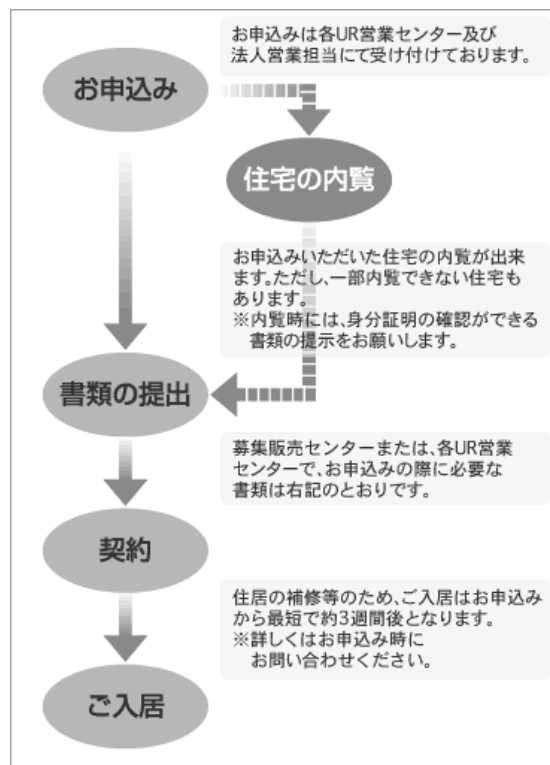 お申込みは各UR営業センター及び
法人営業担当にて受け付けております。
お申込み
住宅の内覧
お申込みいただいた住宅の内覧が出来
ます。ただし、一部内覧できない住宅も
あります。
※内覧時には、身分証明の確認ができる
書類の提示をお願いします。
書類の提出
募集販売センターまたは、各UR営業
センターで、お申込みの際に必要な
書類は右記のとおりです。
契約
住居の補修等のため、ご入居はお申込み
から最短で約3週間後となります。
※詳しくはお申込み時に
お問い合わせください。
ご入居